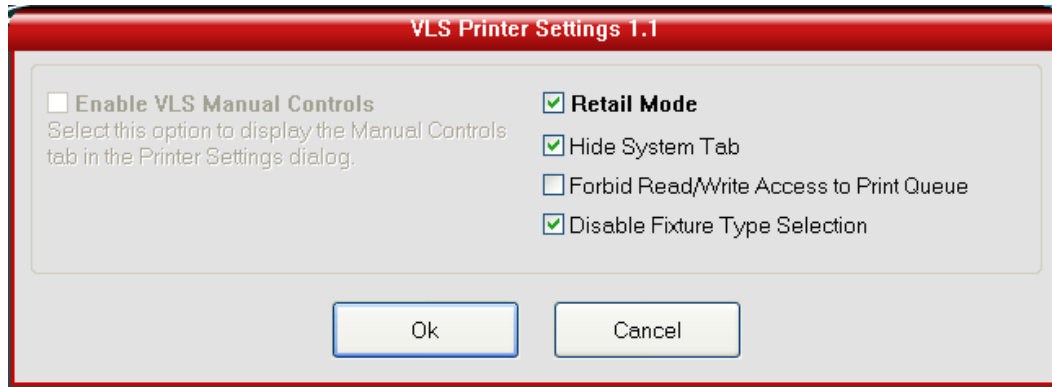 VLS Printer Settings 1.1
Enable VLS Manual Controls
Select this option to display the Manual Controls
tab in the Printer Settings dialog.
Retail Mode
Hide System Tab
Forbid Read/Write Access to Print Queue
Disable Fixture Type Selection
Ok
Cancel